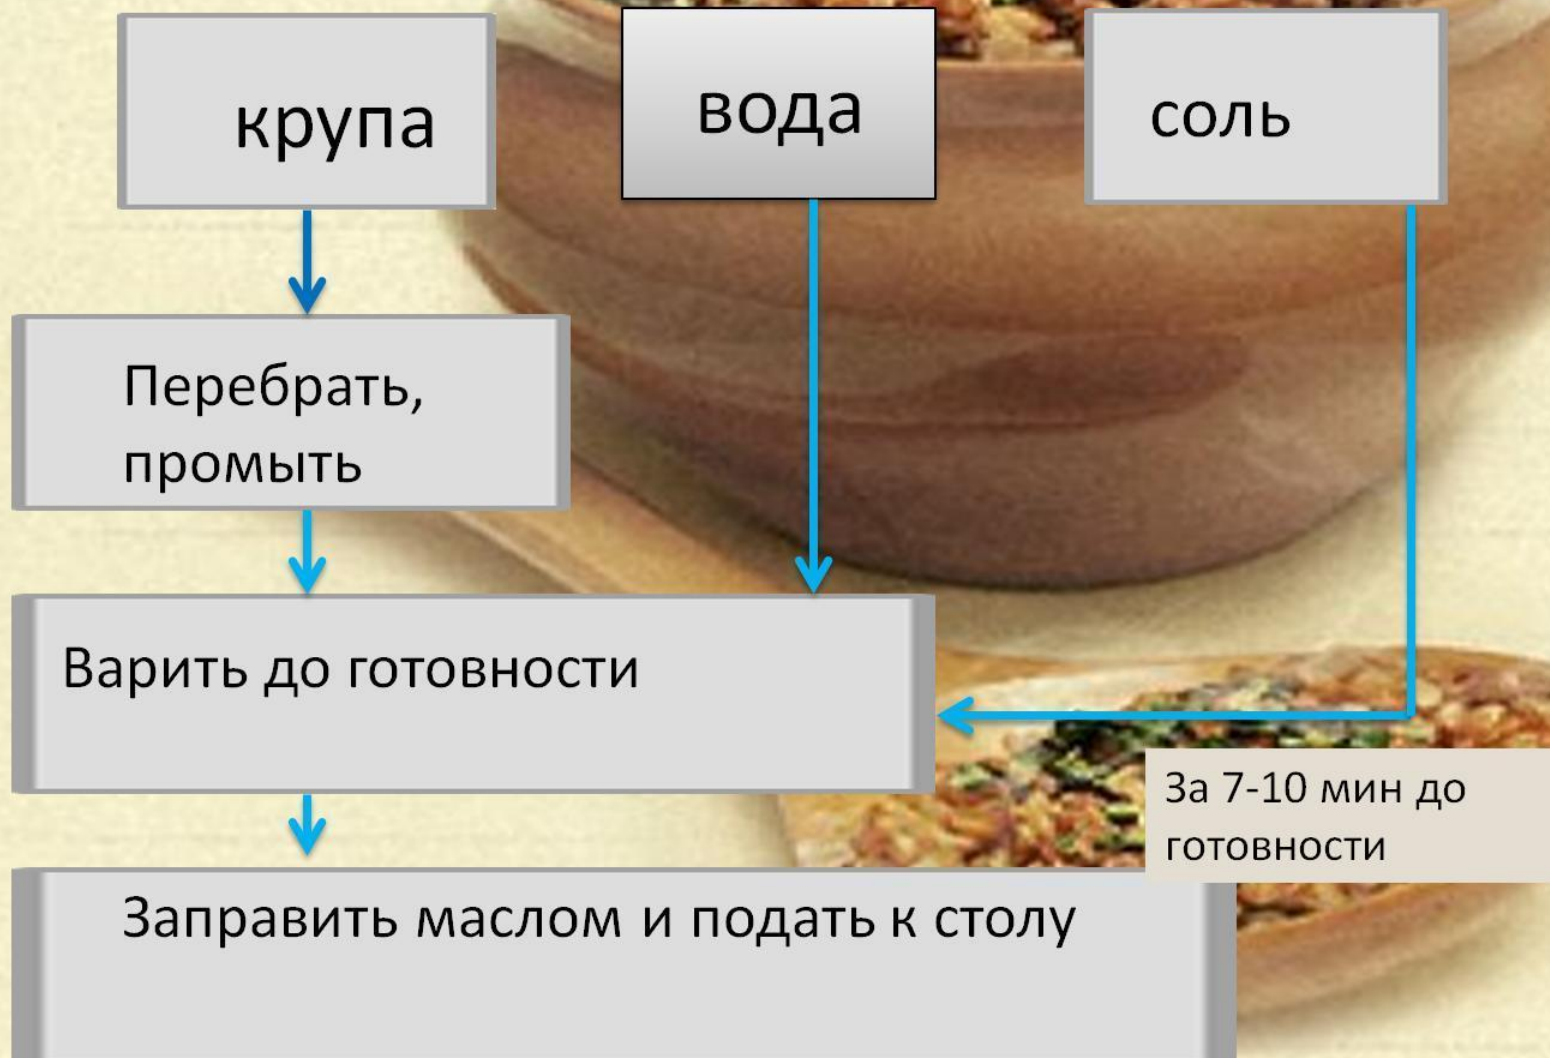 крупа
вода
соль
Перебрать,
промыть
Варить до готовности
За 7-10 мин до
готовности
Заправить маслом и подать к столу